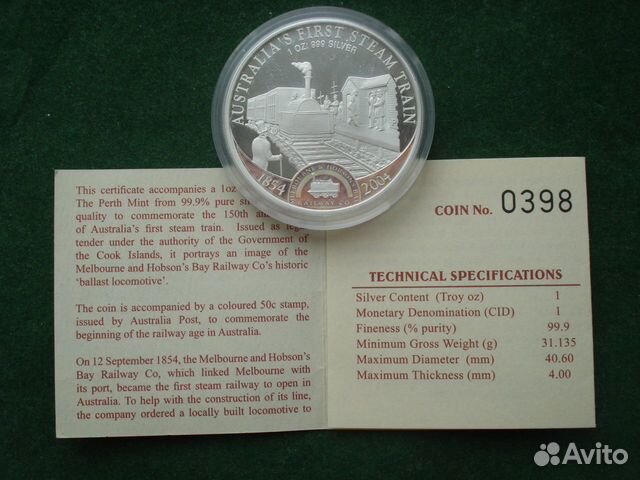 AUSTRALIA'S FIRST STEAM TRAIN
1 OZ 999 SILVER
1854
2004
& HOBSON'S
RAILWAY CO
This certificate accompanies a 1oz
The Perth Mint from 99.9% pure
quality to commemorate the 150th
of Australia's first steam train. Issued as
tender under the authority of the Government of
the Cook Islands, it portrays an image of the
Melbourne and Hobson's Bay Railway Co's historic
'ballast locomotive'.
The coin is accompanied by a coloured 50c stamp,
issued by Australia Post, to commemorate the
beginning of the railway age in Australia.
On 12 September 1854, the Melbourne and Hobson's
Bay Railway Co, which linked Melbourne with
its port, became the first steam railway to open in
Australia. To help with the construction of its line,
the company ordered a locally built locomotive to
COIN No. 0398
TECHNICAL SPECIFICATIONS
Silver Content (Troy oz) 1
Monetary Denomination (CID) 1
Fineness (% purity) 99.9
Minimum Gross Weight (g) 31.135
Maximum Diameter (mm) 40.60
Maximum Thickness (mm) 4.00
Avito